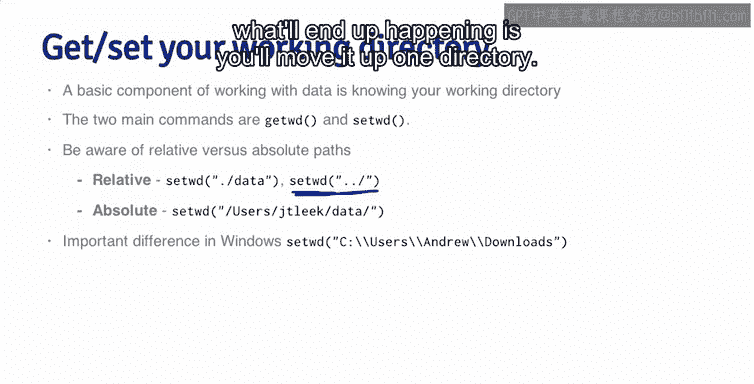 Get/set your working directory
what'll end up happening is
you'll move it up one directory.
· A basic component of working with data is knowing your working directory
· The two main commands are getwd() and setwd().
· Be aware of relative versus absolute paths
- Relative - setwd("./data"), setwd("../")
- Absolute - setwd("/Users/jtleek/data/")
· Important difference in Windows setwd("C:\\Users\\Andrew\\Downloads")